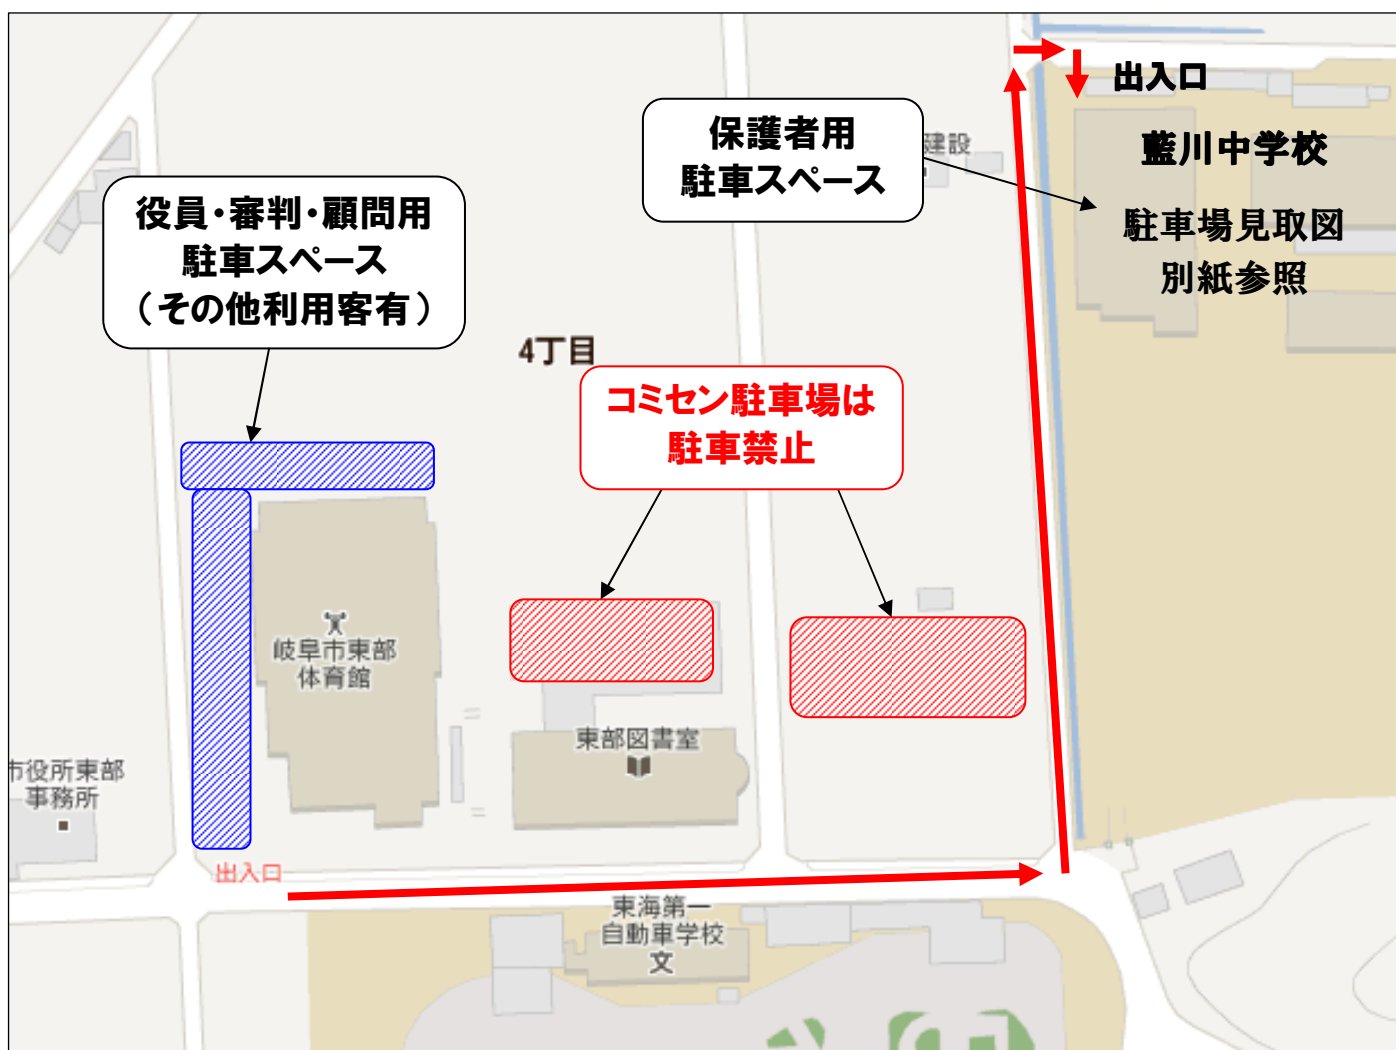 出入口
藍川中学校
駐車場見取図
別紙参照
保護者用
駐車スペース
建設
役員・審判・顧問用
駐車スペース
（その他利用客有）
4丁目
コミセン駐車場は
駐車禁止
岐阜市東部
体育館
東部図書室
市役所東部
事務所
出入口
東海第一
自動車学校
文